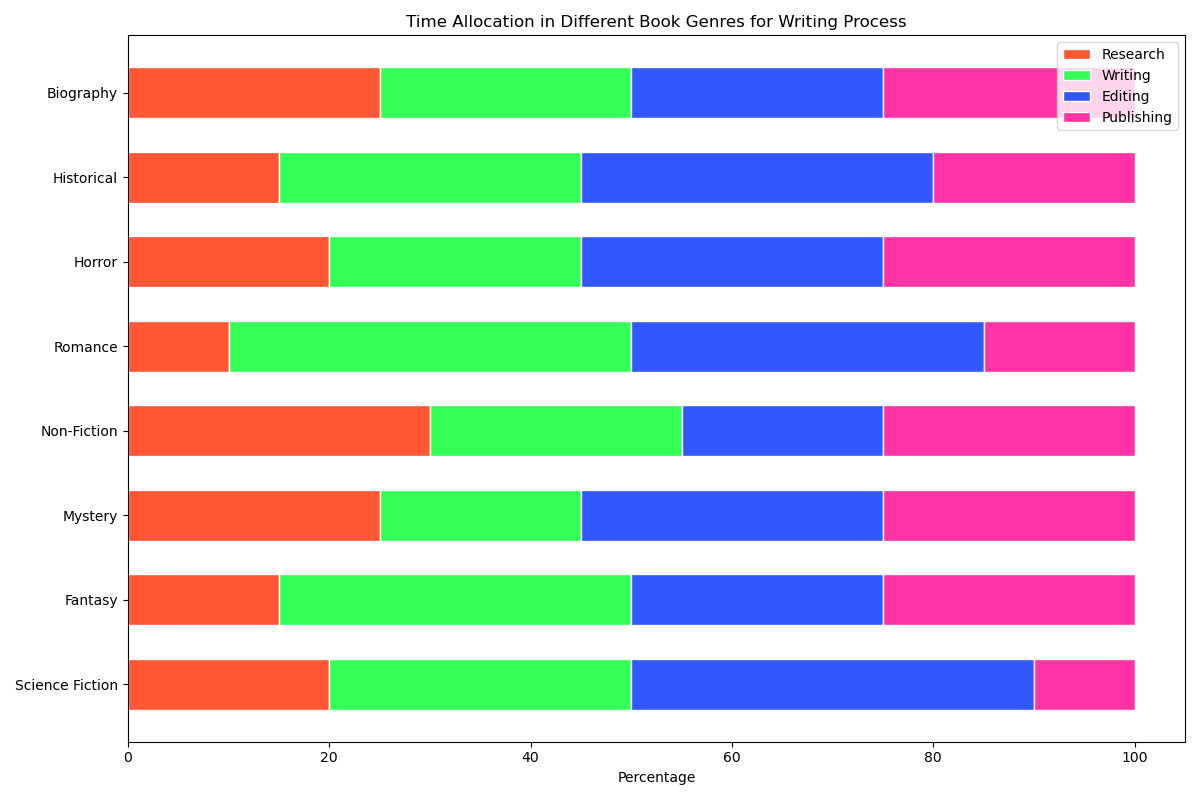 Time Allocation in Different Book Genres for Writing Process
Research
Writing
Editing
Publishing
Biography
Historical
Horror
Romance
Non-Fiction
Mystery
Fantasy
Science Fiction
0 20 40 60 80 100
Percentage